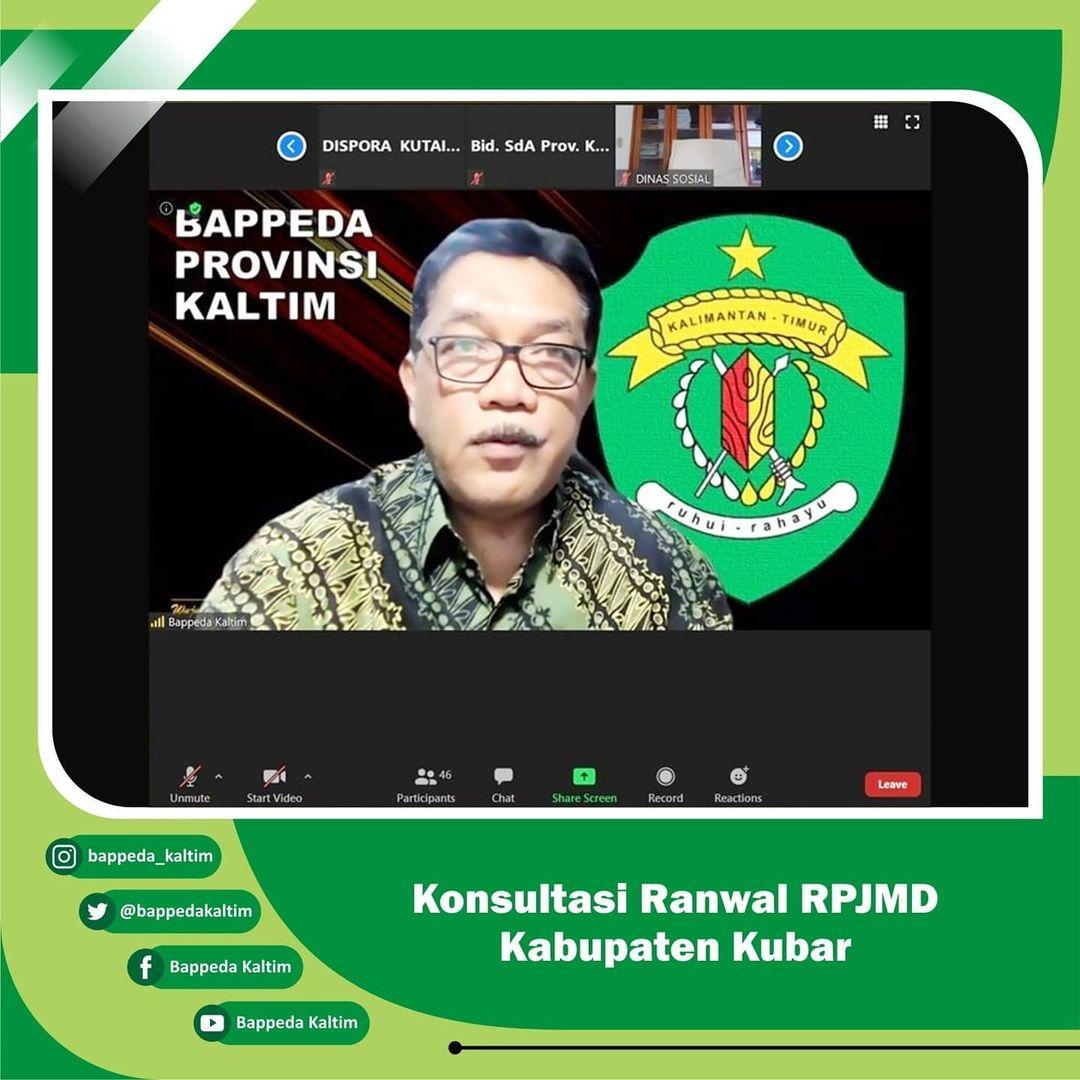 DISPORA KUTAI...
Bid. SdA Prov. K...
DINAS SOSIAL
BAPPEDA
PROVINSI
KALTIM
KALIMANTAN - TIMUR
ruhui - rahayu
Bappeda Kaltim
Unmute
Start Video
46
Participants
Chat
Share Screen
Record
Reactions
Leave
bappeda_kaltim
@bappedakaltim
Bappeda Kaltim
Bappeda Kaltim
Konsultasi Ranwal RPJMD
Kabupaten Kubar